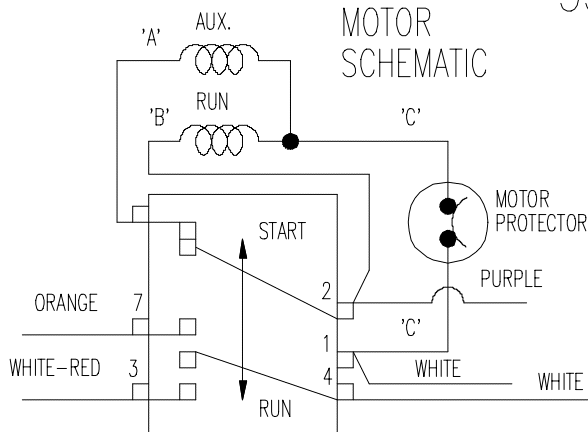 MOTOR
SCHEMATIC
AUX.
'A'
RUN
'B'
'C'
MOTOR
PROTECTOR
START
PURPLE
2
ORANGE 7
'C'
1
WHITE-RED 3
WHITE
4
WHITE
RUN